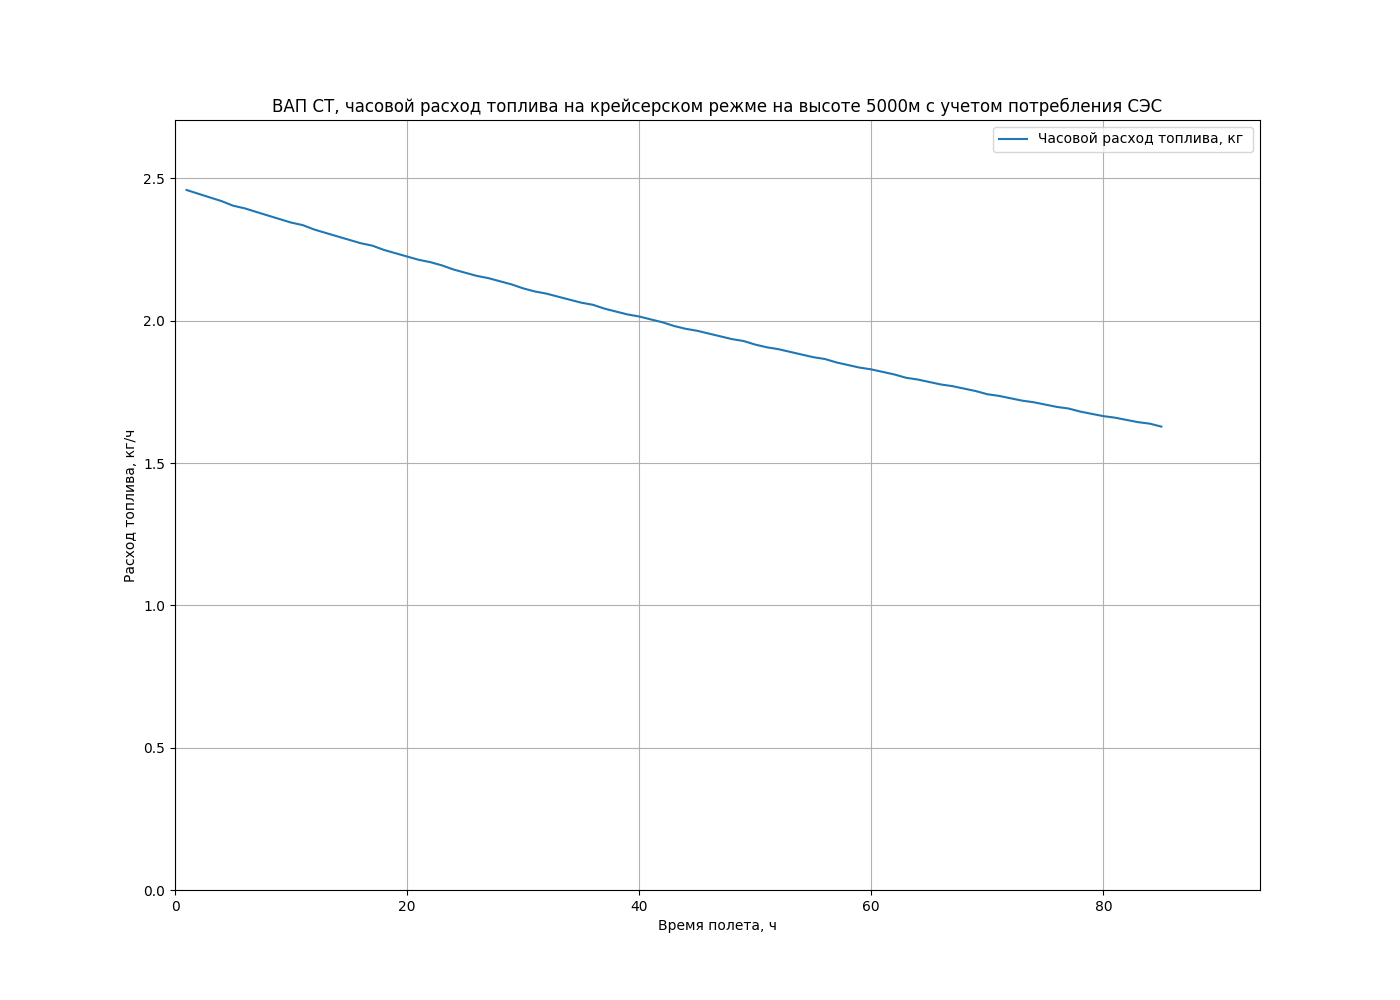 ВАП СТ, часовой расход топлива на крейсерском режме на высоте 5000м с учетом потребления СЭС
Часовой расход топлива, кг
2.5
2.0
1.5
1.0
0.5
0.0
Расход топлива, кг/ч
0 20 40 60 80
Время полета, ч